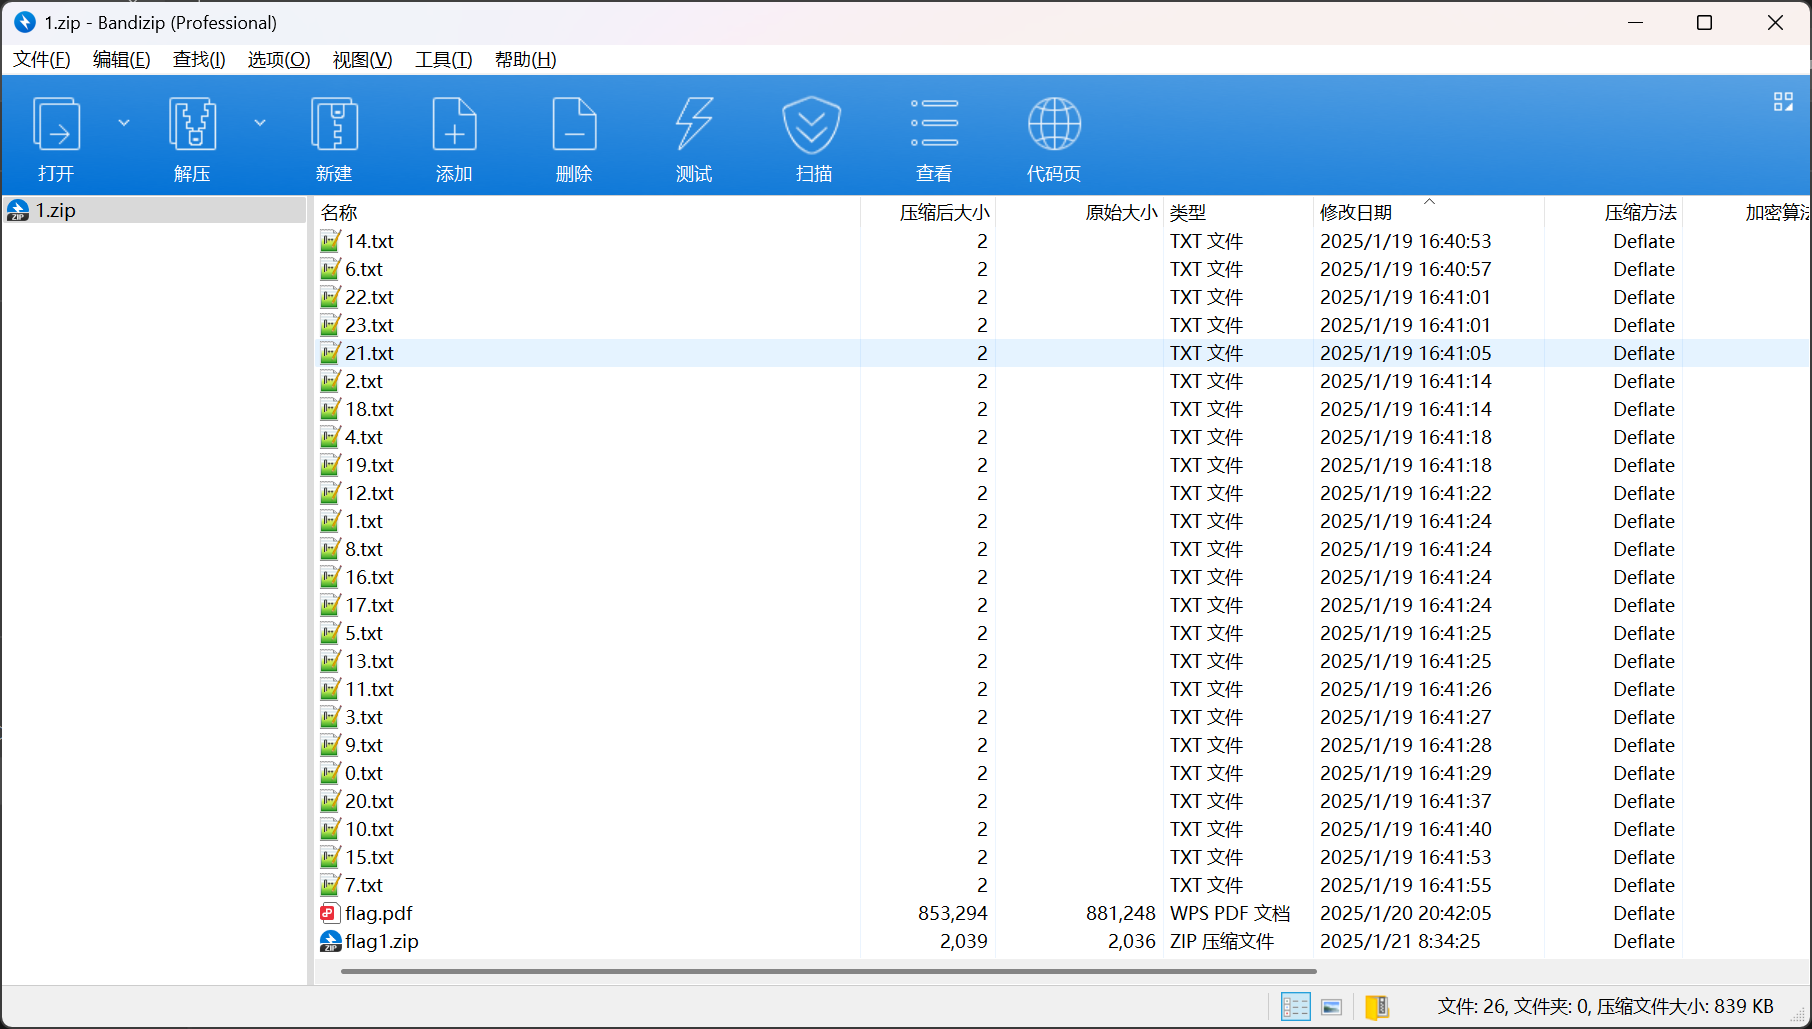 1.zip - Bandizip (Professional)
文件(F) 编辑(E) 查找(I) 选项(O) 视图(V) 工具(T) 帮助(H)
打开 解压 新建 添加 删除 测试 扫描 查看 代码页
1.zip
名称 压缩后大小 原始大小 类型 修改日期 压缩方法 加密算法
14.txt 2 TXT 文件 2025/1/19 16:40:53 Deflate
6.txt 2 TXT 文件 2025/1/19 16:40:57 Deflate
22.txt 2 TXT 文件 2025/1/19 16:41:01 Deflate
23.txt 2 TXT 文件 2025/1/19 16:41:01 Deflate
21.txt 2 TXT 文件 2025/1/19 16:41:05 Deflate
2.txt 2 TXT 文件 2025/1/19 16:41:14 Deflate
18.txt 2 TXT 文件 2025/1/19 16:41:14 Deflate
4.txt 2 TXT 文件 2025/1/19 16:41:18 Deflate
19.txt 2 TXT 文件 2025/1/19 16:41:18 Deflate
12.txt 2 TXT 文件 2025/1/19 16:41:22 Deflate
1.txt 2 TXT 文件 2025/1/19 16:41:24 Deflate
8.txt 2 TXT 文件 2025/1/19 16:41:24 Deflate
16.txt 2 TXT 文件 2025/1/19 16:41:24 Deflate
17.txt 2 TXT 文件 2025/1/19 16:41:24 Deflate
5.txt 2 TXT 文件 2025/1/19 16:41:25 Deflate
13.txt 2 TXT 文件 2025/1/19 16:41:25 Deflate
11.txt 2 TXT 文件 2025/1/19 16:41:26 Deflate
3.txt 2 TXT 文件 2025/1/19 16:41:27 Deflate
9.txt 2 TXT 文件 2025/1/19 16:41:28 Deflate
0.txt 2 TXT 文件 2025/1/19 16:41:29 Deflate
20.txt 2 TXT 文件 2025/1/19 16:41:37 Deflate
10.txt 2 TXT 文件 2025/1/19 16:41:40 Deflate
15.txt 2 TXT 文件 2025/1/19 16:41:53 Deflate
7.txt 2 TXT 文件 2025/1/19 16:41:55 Deflate
flag.pdf 853,294 881,248 WPS PDF 文档 2025/1/20 20:42:05 Deflate
flag1.zip 2,039 2,036 ZIP 压缩文件 2025/1/21 8:34:25 Deflate
文件: 26, 文件夹: 0, 压缩文件大小: 839 KB